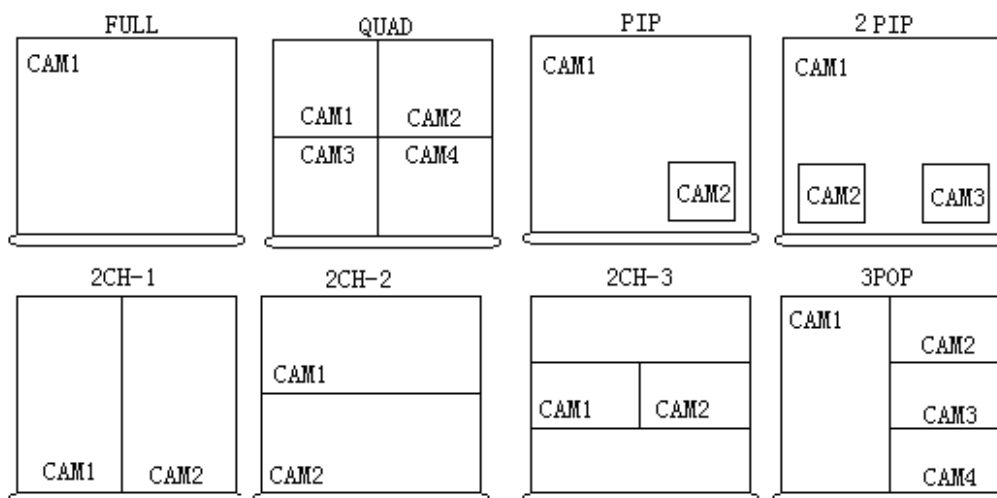 FULL
QUAD
PIP
2 PIP
CAM1
CAM1
CAM2
CAM3
CAM4
CAM1
CAM2
CAM1
CAM2
CAM3
2CH-1
2CH-2
2CH-3
3POP
CAM1
CAM2
CAM1
CAM2
CAM1
CAM2
CAM1
CAM2
CAM3
CAM4